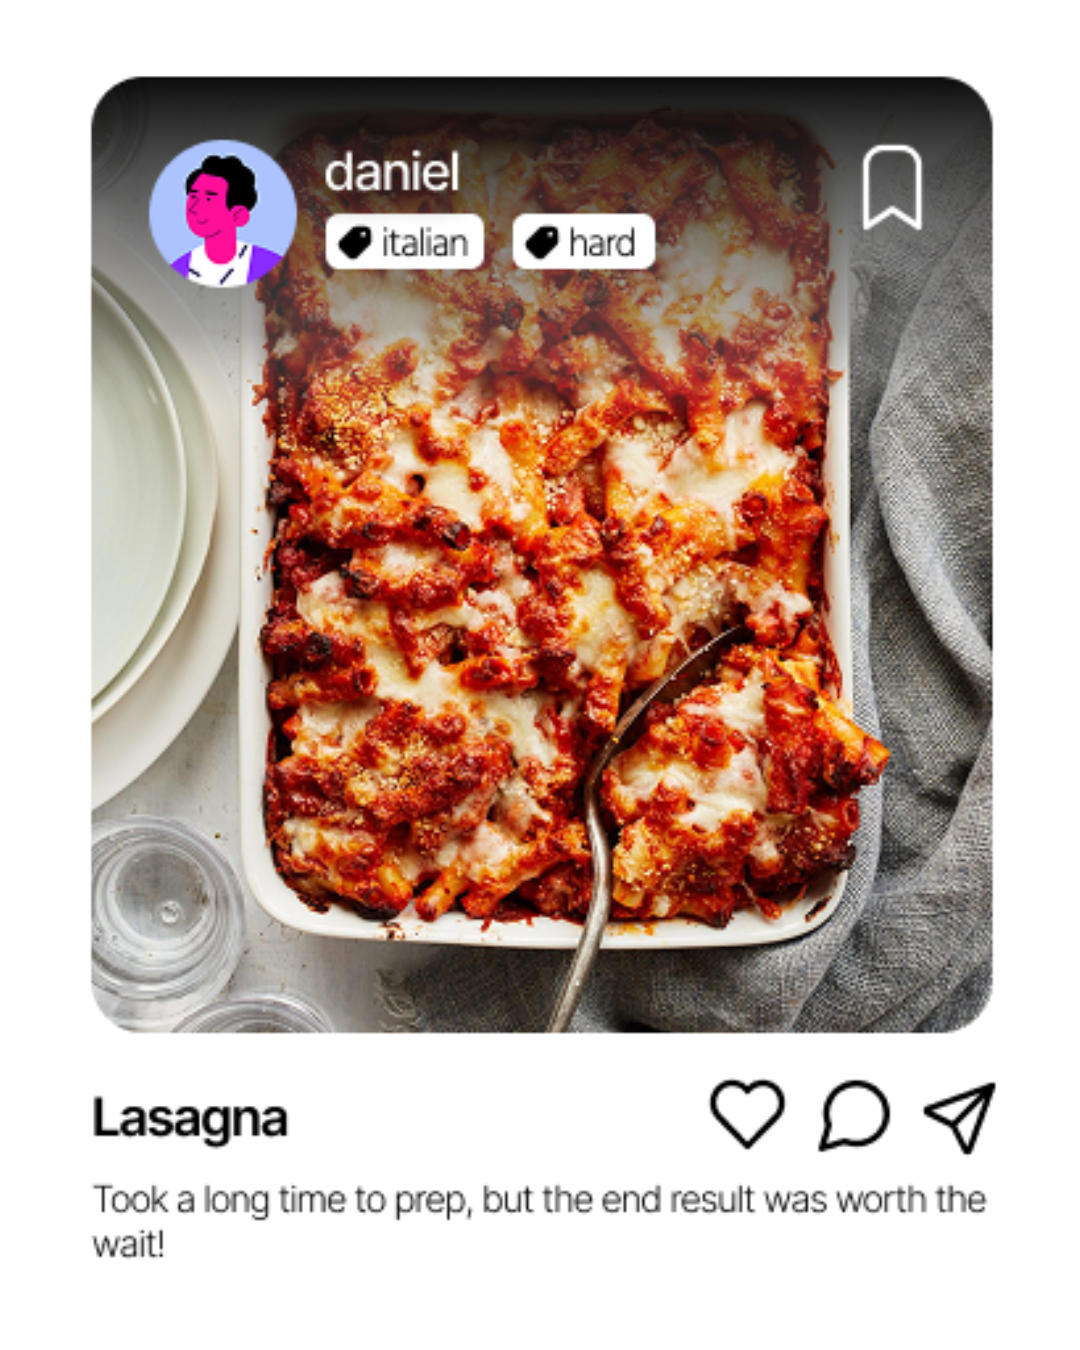 daniel
italian
hard
Lasagna
Took a long time to prep, but the end result was worth the
wait!